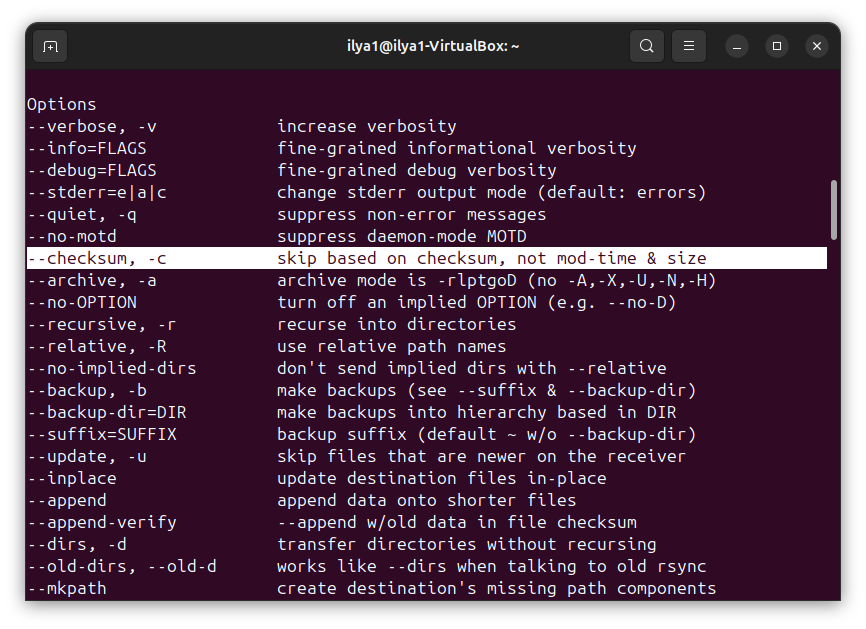 ilya1@ilya1-VirtualBox: ~
Options
--verbose, -v            increase verbosity
--info=FLAGS             fine-grained informational verbosity
--debug=FLAGS            fine-grained debug verbosity
--stderr=e|a|c           change stderr output mode (default: errors)
--quiet, -q              suppress non-error messages
--no-motd                suppress daemon-mode MOTD
--checksum, -c           skip based on checksum, not mod-time & size
--archive, -a            archive mode is -rlptgoD (no -A,-X,-U,-N,-H)
--no-OPTION              turn off an implied OPTION (e.g. --no-D)
--recursive, -r          recurse into directories
--relative, -R           use relative path names
--no-implied-dirs        don't send implied dirs with --relative
--backup, -b             make backups (see --suffix & --backup-dir)
--backup-dir=DIR         make backups into hierarchy based in DIR
--suffix=SUFFIX          backup suffix (default ~ w/o --backup-dir)
--update, -u             skip files that are newer on the receiver
--inplace                update destination files in-place
--append                 append data onto shorter files
--append-verify          --append w/old data in file checksum
--dirs, -d               transfer directories without recursing
--old-dirs, --old-d      works like --dirs when talking to old rsync
--mkpath                 create destination's missing path components